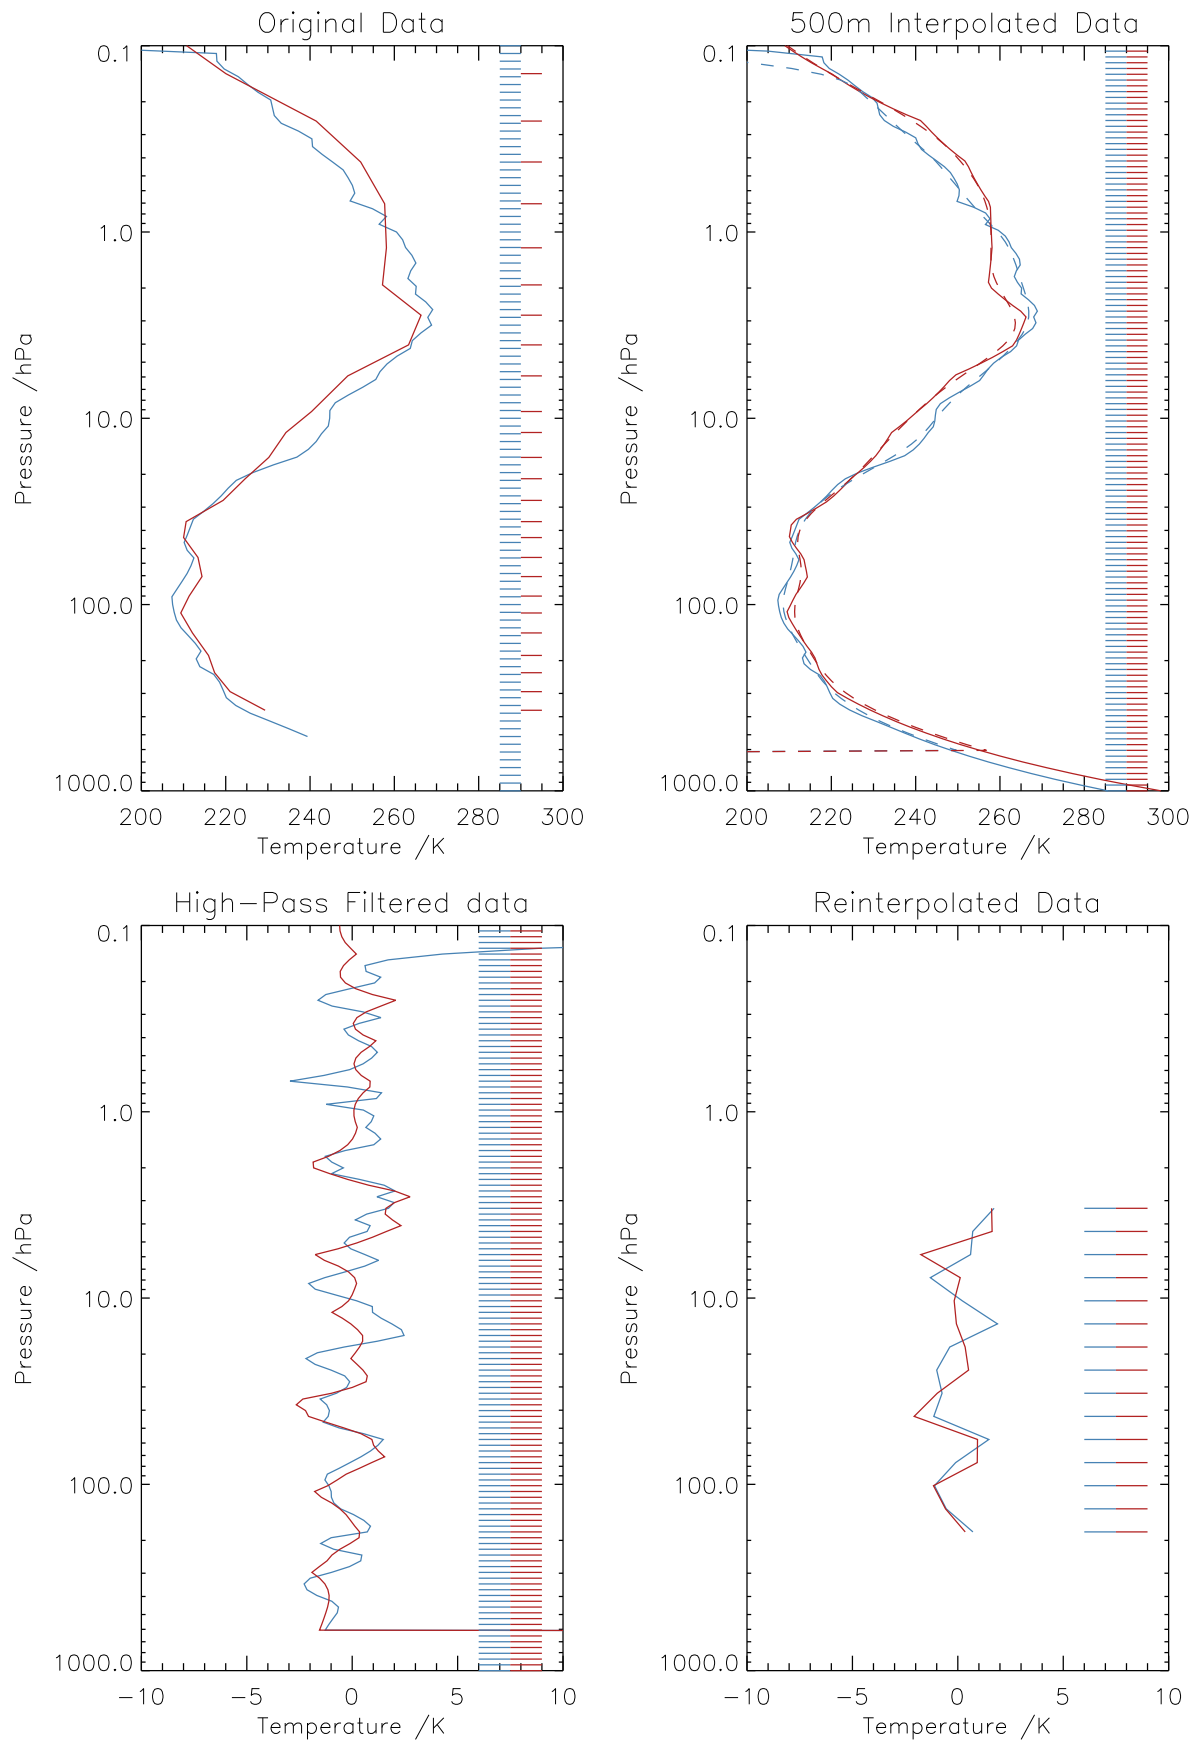 Original Data
0.1
1.0
10.0
100.0
1000.0
Pressure /hPa
200 220 240 260 280 300
Temperature /K
500m Interpolated Data
0.1
1.0
10.0
100.0
1000.0
Pressure /hPa
200 220 240 260 280 300
Temperature /K
High-Pass Filtered data
0.1
1.0
10.0
100.0
1000.0
Pressure /hPa
-10 -5 0 5 10
Temperature /K
Reinterpolated Data
0.1
1.0
10.0
100.0
1000.0
Pressure /hPa
-10 -5 0 5 10
Temperature /K